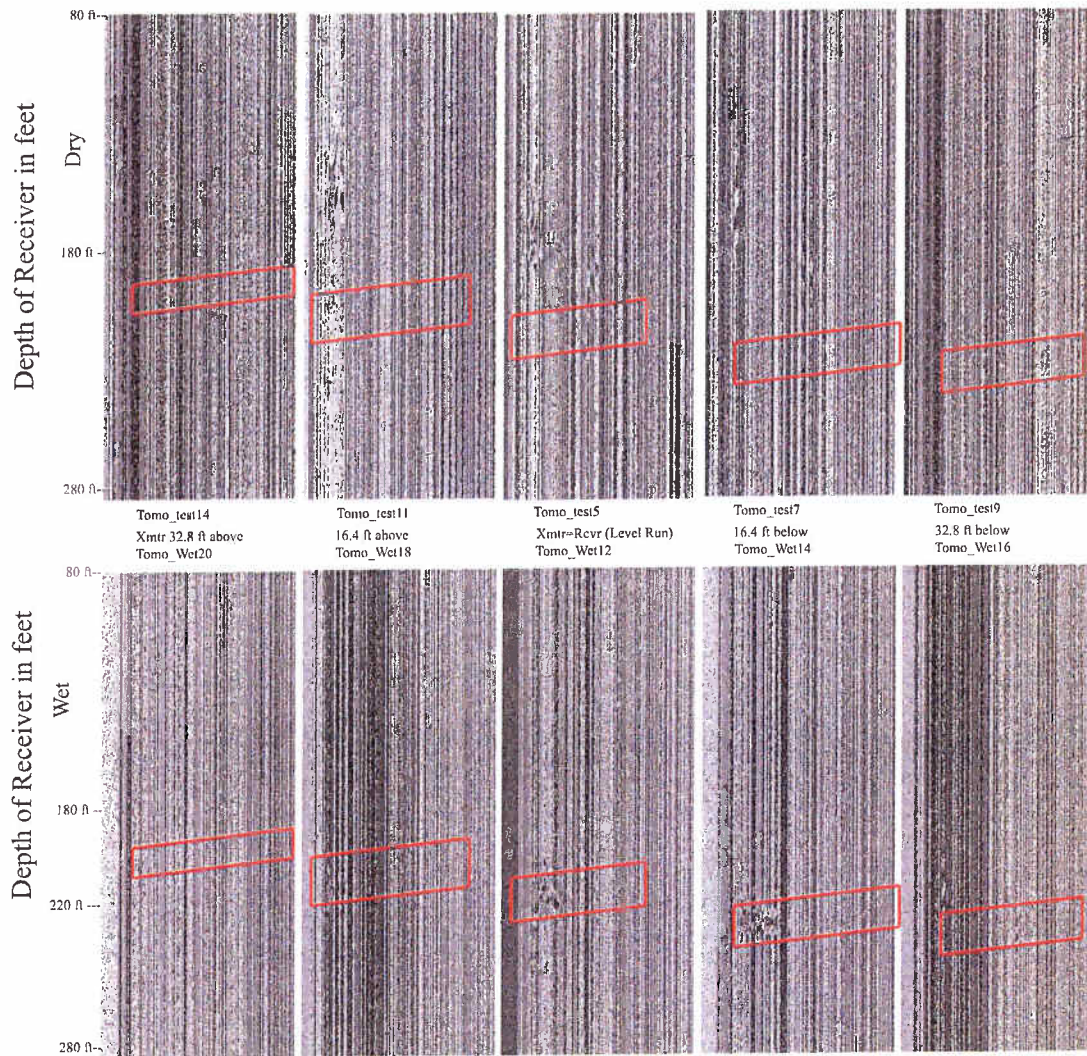 80 ft-
Depth of Receiver in feet
Dry
180 ft -
280 ft-
Tomo_test14
Xmtr 32.8 ft above
Tomo_Wet20
Tomo_test11
16.4 ft above
Tomo_Wet18
Tomo_test5
Xmtr=Rcvr (Level Run)
Tomo_Wet12
Tomo_test7
16.4 ft below
Tomo_Wet14
Tomo_test9
32.8 ft below
Tomo_Wet16
80 ft--
Depth of Receiver in feet
Wet
180 ft --
220 ft --
280 ft--